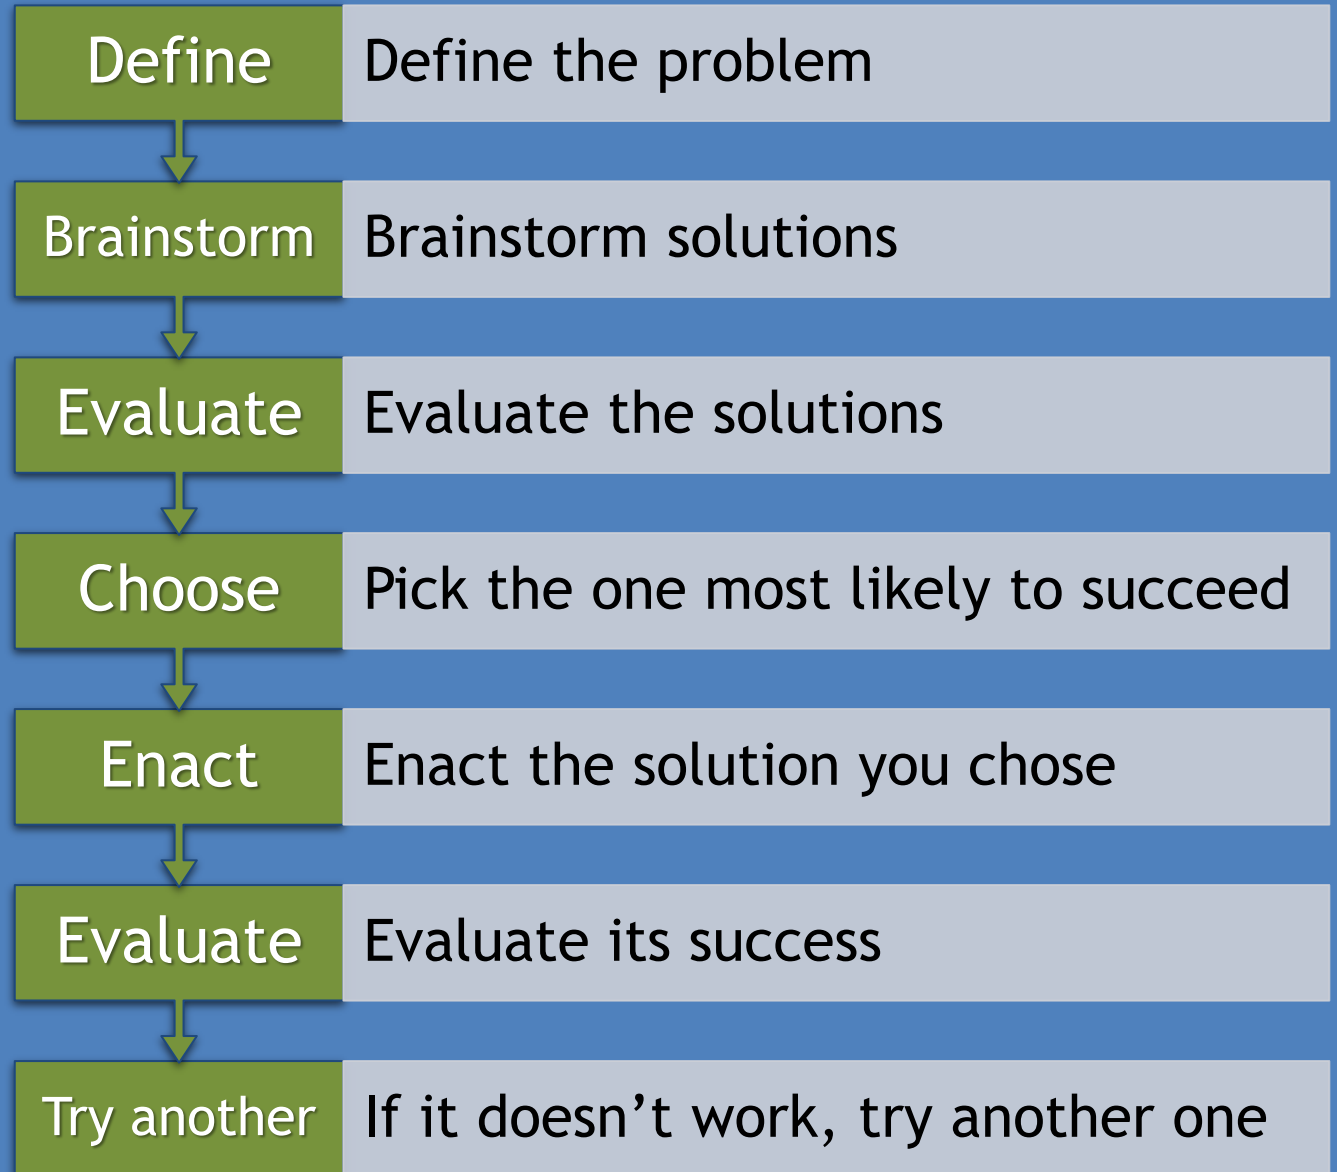 Define
Define the problem
Brainstorm
Brainstorm solutions
Evaluate
Evaluate the solutions
Choose
Pick the one most likely to succeed
Enact
Enact the solution you chose
Evaluate
Evaluate its success
Try another
If it doesn’t work, try another one